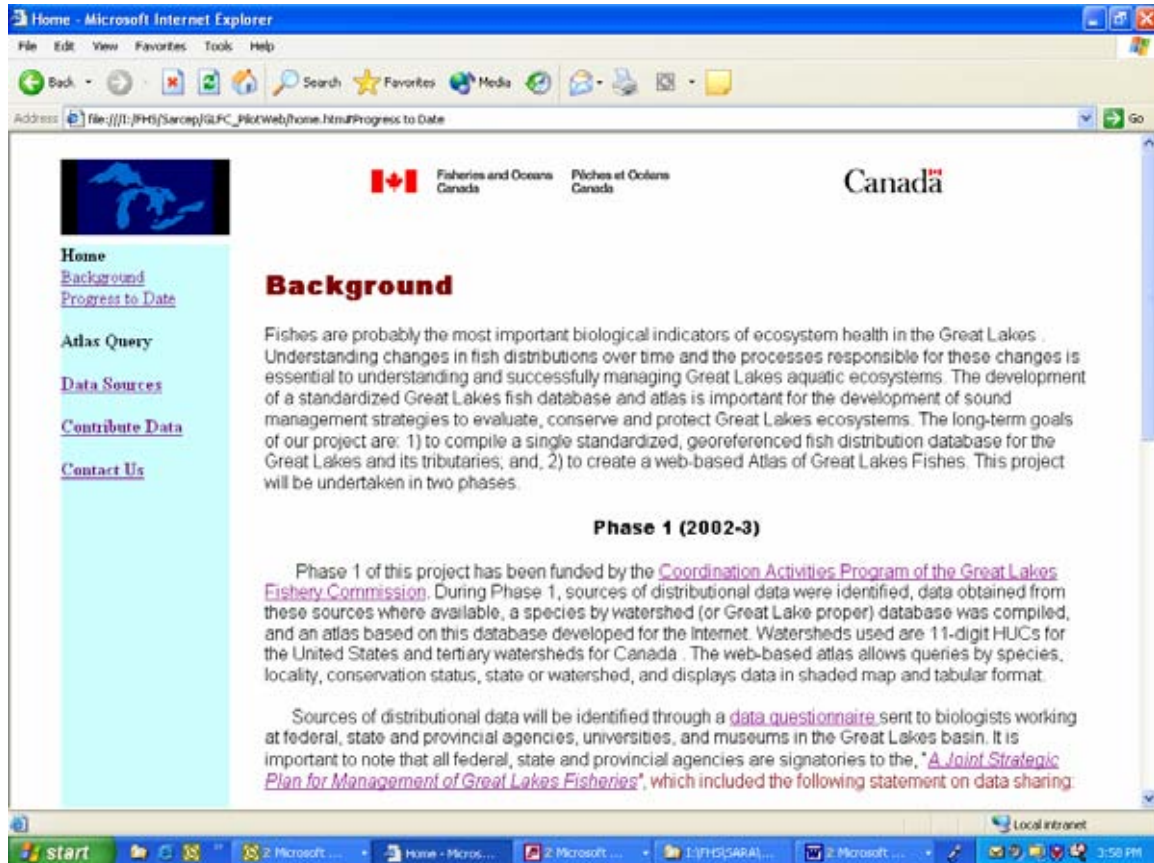 Home - Microsoft Internet Explorer
File Edit View Favorites Tools Help
Back Search Favorites Media
Address file:///I:/FHS/Sarcep/GLFC_PilotWeb/home.htm#Progress to Date Go
Fisheries and Oceans Pêches et Océans
Canada Canada
Canada
Home
Background
Progress to Date
Atlas Query
Data Sources
Contribute Data
Contact Us
Background
Fishes are probably the most important biological indicators of ecosystem health in the Great Lakes .
Understanding changes in fish distributions over time and the processes responsible for these changes is
essential to understanding and successfully managing Great Lakes aquatic ecosystems. The development
of a standardized Great Lakes fish database and atlas is important for the development of sound
management strategies to evaluate, conserve and protect Great Lakes ecosystems. The long-term goals
of our project are: 1) to compile a single standardized, georeferenced fish distribution database for the
Great Lakes and its tributaries; and, 2) to create a web-based Atlas of Great Lakes Fishes. This project
will be undertaken in two phases.
Phase 1 (2002-3)
Phase 1 of this project has been funded by the Coordination Activities Program of the Great Lakes
Fishery Commission. During Phase 1, sources of distributional data were identified, data obtained from
these sources where available, a species by watershed (or Great Lake proper) database was compiled,
and an atlas based on this database developed for the Internet. Watersheds used are 11-digit HUCs for
the United States and tertiary watersheds for Canada . The web-based atlas allows queries by species,
locality, conservation status, state or watershed, and displays data in shaded map and tabular format.
Sources of distributional data will be identified through a data questionnaire sent to biologists working
at federal, state and provincial agencies, universities, and museums in the Great Lakes basin. It is
important to note that all federal, state and provincial agencies are signatories to the, "A Joint Strategic
Plan for Management of Great Lakes Fisheries", which included the following statement on data sharing:
Local intranet
start 2 Microsoft ... Home - Micros... 2 Microsoft ... I:\FHS\SARA\... 2 Microsoft ... 3:58 PM